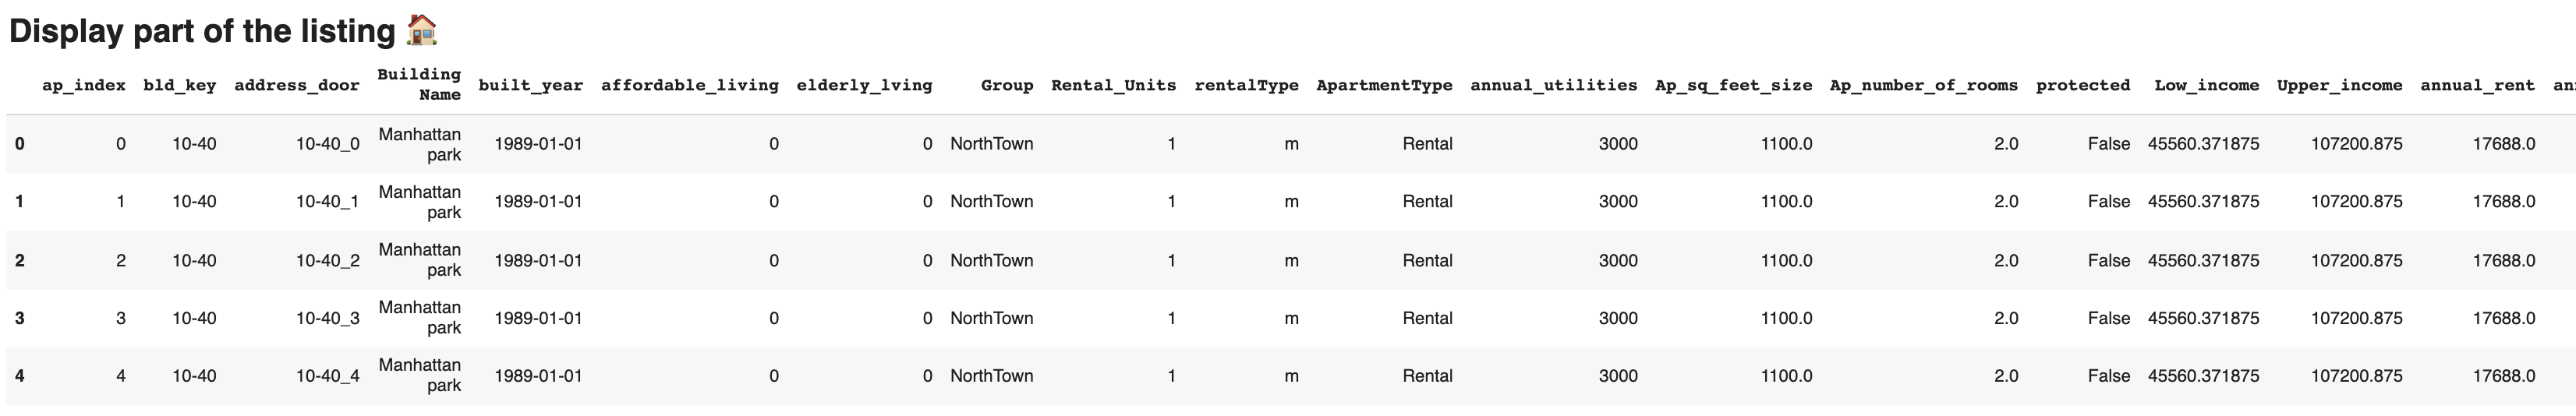 Display part of the listing 🏠
ap_index bld_key address_door Building Name built_year affordable_living elderly_lving Group Rental_Units rentalType ApartmentType annual_utilities Ap_sq_feet_size Ap_number_of_rooms protected Low_income Upper_income annual_rent an
0 0 10-40 10-40_0 Manhattan park 1989-01-01 0 0 NorthTown 1 m Rental 3000 1100.0 2.0 False 45560.371875 107200.875 17688.0
1 1 10-40 10-40_1 Manhattan park 1989-01-01 0 0 NorthTown 1 m Rental 3000 1100.0 2.0 False 45560.371875 107200.875 17688.0
2 2 10-40 10-40_2 Manhattan park 1989-01-01 0 0 NorthTown 1 m Rental 3000 1100.0 2.0 False 45560.371875 107200.875 17688.0
3 3 10-40 10-40_3 Manhattan park 1989-01-01 0 0 NorthTown 1 m Rental 3000 1100.0 2.0 False 45560.371875 107200.875 17688.0
4 4 10-40 10-40_4 Manhattan park 1989-01-01 0 0 NorthTown 1 m Rental 3000 1100.0 2.0 False 45560.371875 107200.875 17688.0